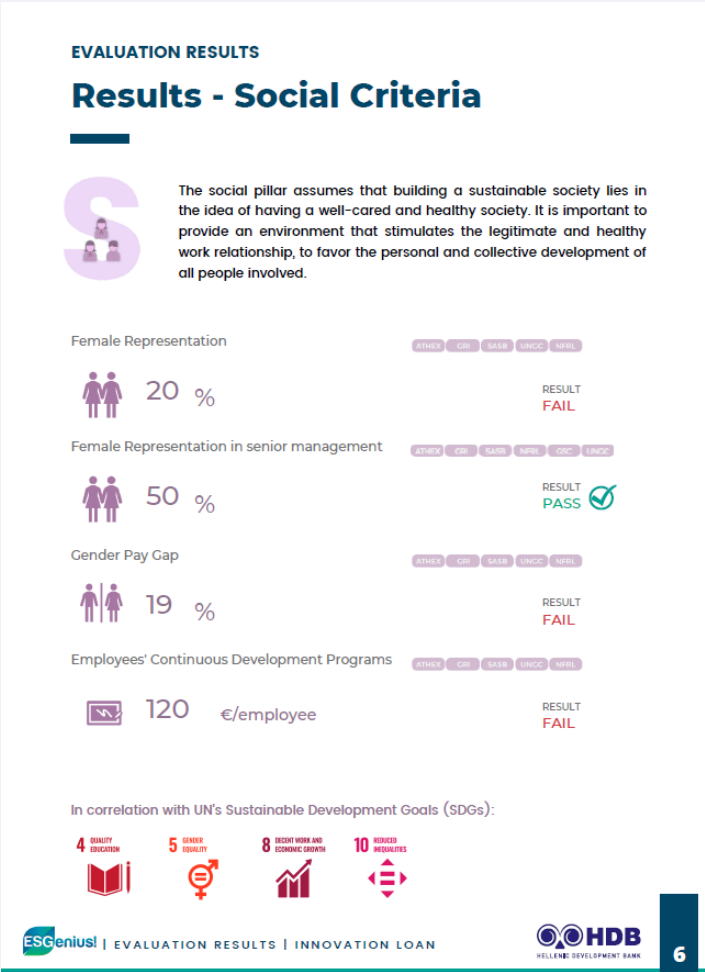 EVALUATION RESULTS
Results - Social Criteria
The social pillar assumes that building a sustainable society lies in
the idea of having a well-cared and healthy society. It is important to
provide an environment that stimulates the legitimate and healthy
work relationship, to favor the personal and collective development of
all people involved.
Female Representation
ATHEX GRI SASB UNGC NFRL
20 %
RESULT
FAIL
Female Representation in senior management
ATHEX GRI SASB NFRL GSC UNGC
50 %
RESULT
PASS
Gender Pay Gap
ATHEX GRI SASB UNGC NFRL
19 %
RESULT
FAIL
Employees' Continuous Development Programs
ATHEX GRI SASB UNGC NFRL
120 €/employee
RESULT
FAIL
In correlation with UN's Sustainable Development Goals (SDGs):
4 QUALITY EDUCATION
5 GENDER EQUALITY
8 DECENT WORK AND ECONOMIC GROWTH
10 REDUCED INEQUALITIES
ESGenius! | EVALUATION RESULTS | INNOVATION LOAN
HDB
HELLENIC DEVELOPMENT BANK
6